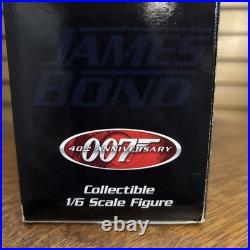 JAMES
BOND
40TH ANNIVERSARY
007
Collectible
1/6 Scale Figure